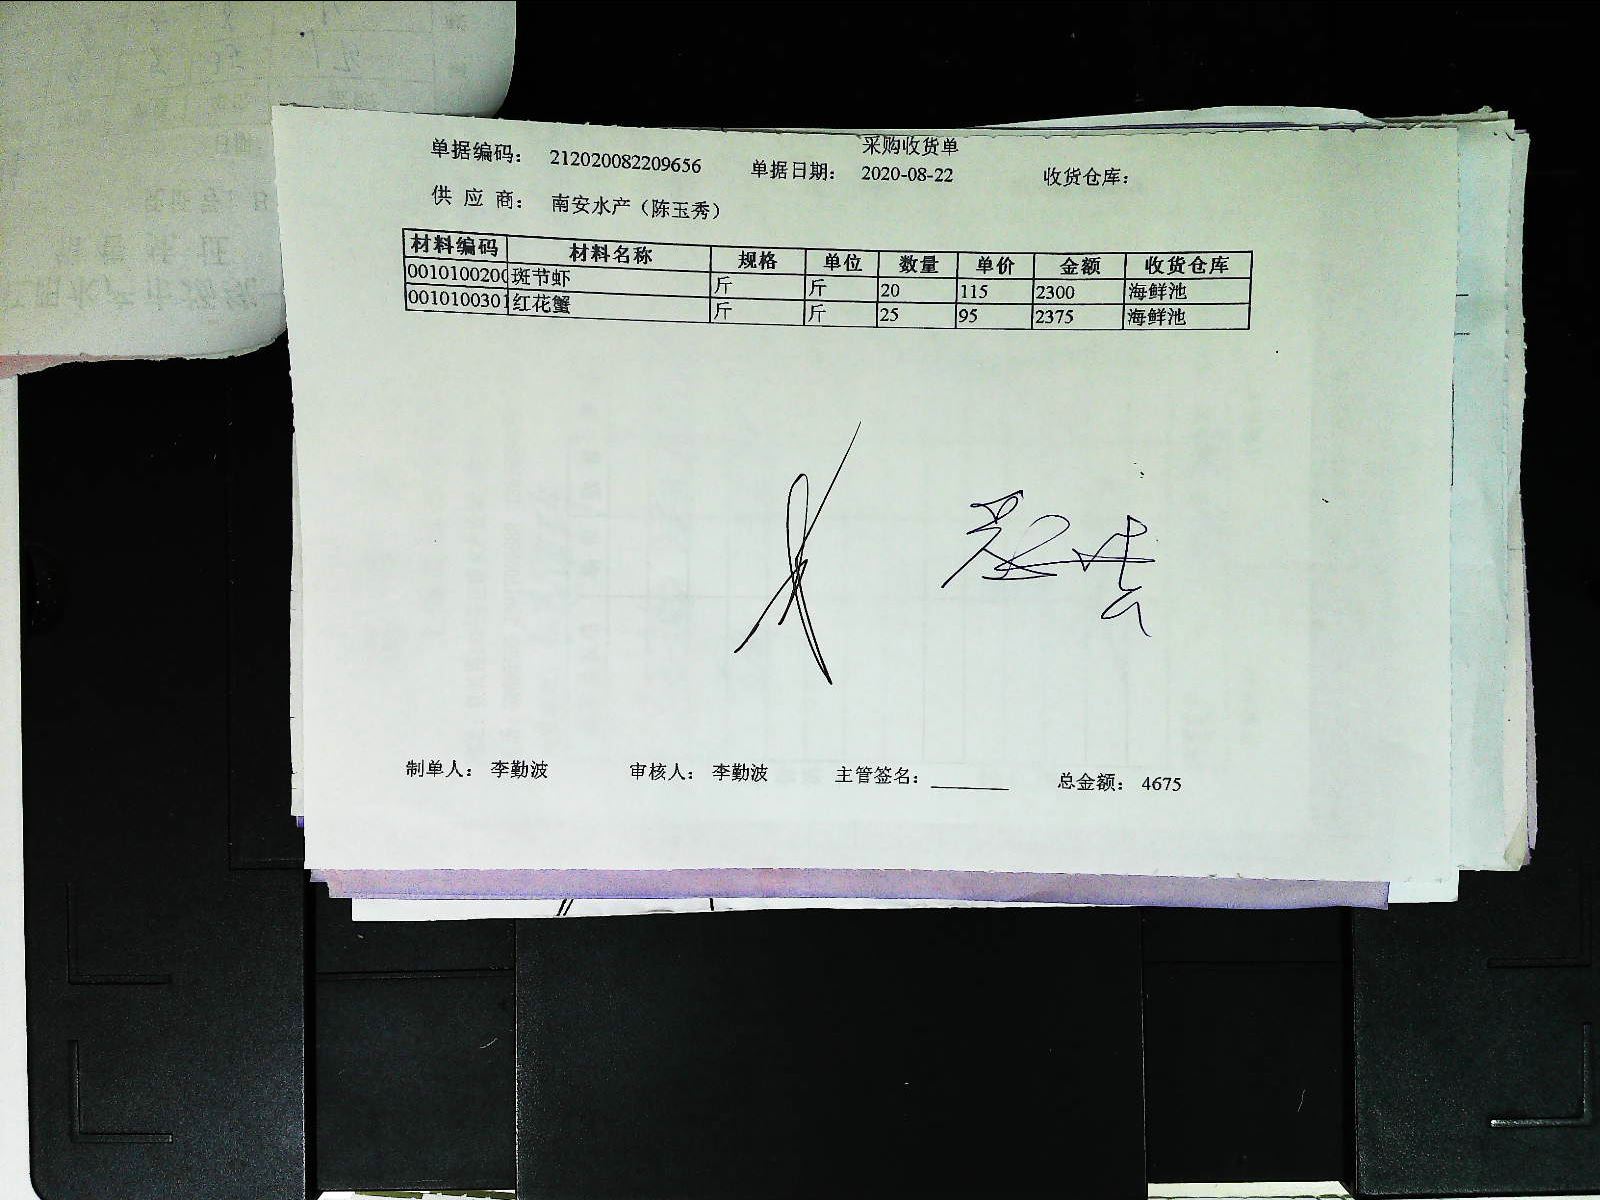 采购收货单
单据编码： 212020082209656 单据日期： 2020-08-22 收货仓库：
供 应 商： 南安水产（陈玉秀）
材料编码 材料名称 规格 单位 数量 单价 金额 收货仓库
0010100200 斑节虾 斤 斤 20 115 2300 海鲜池
0010100301 红花蟹 斤 斤 25 95 2375 海鲜池
制单人： 李勤波 审核人： 李勤波 主管签名： 总金额： 4675